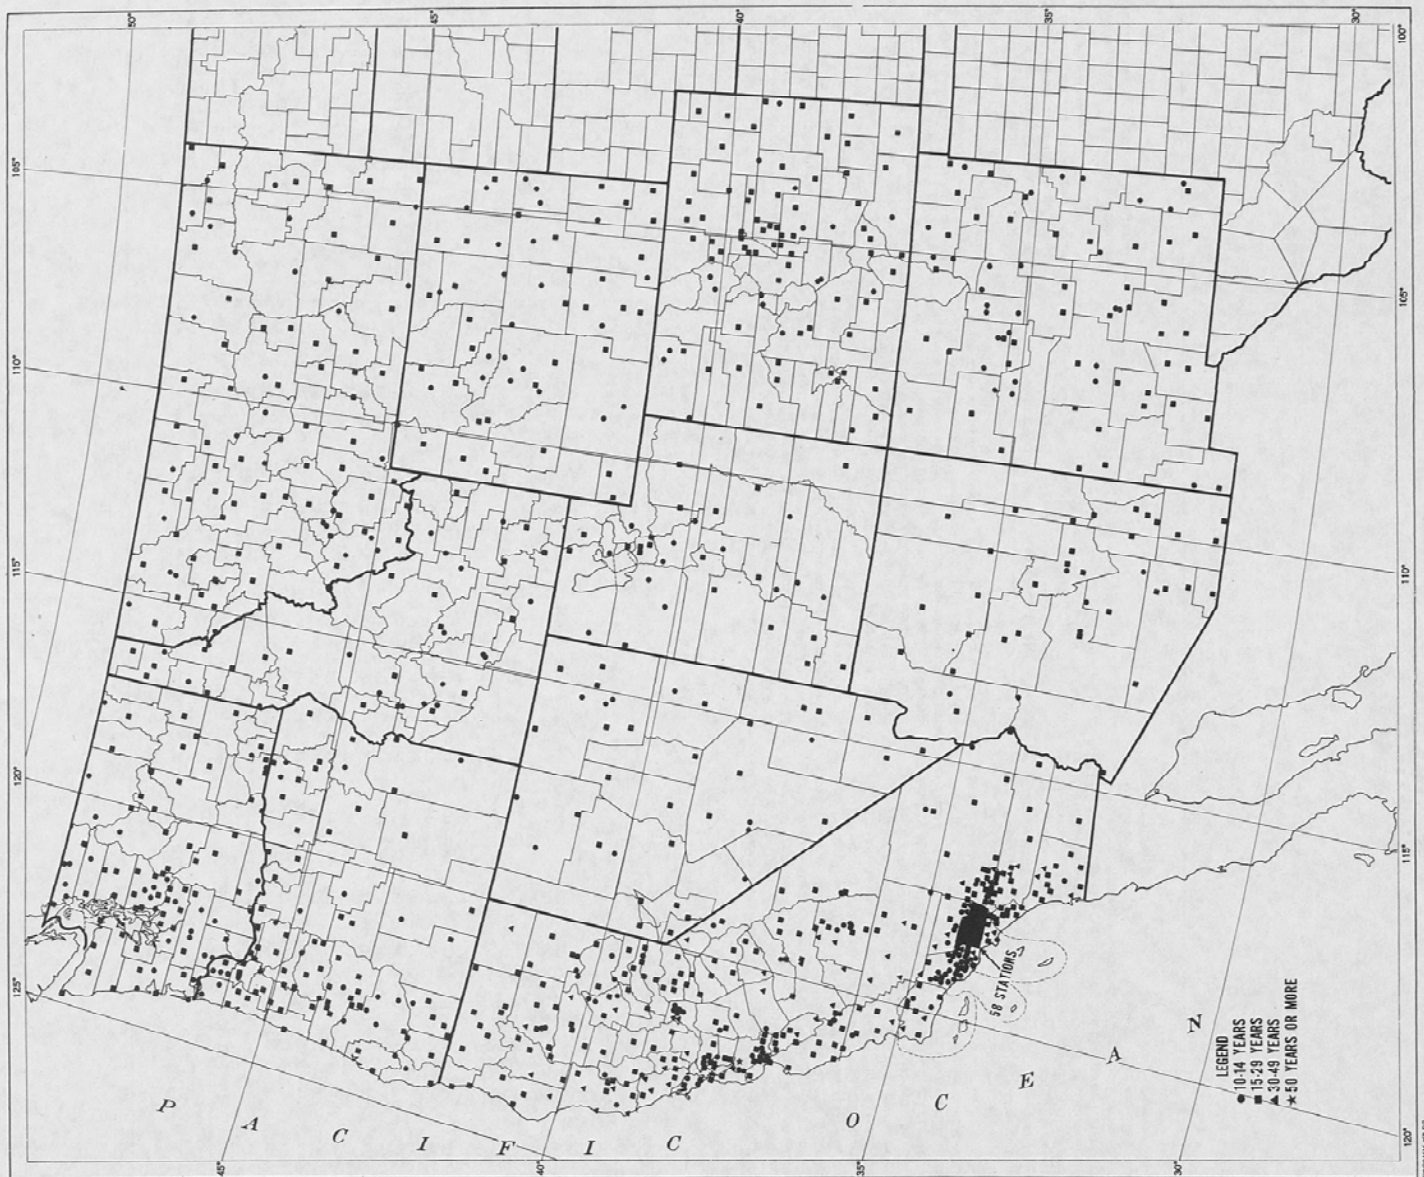 50°
45°
40°
35°
30°
100°
105°
105°
110°
110°
115°
115°
120°
120°
125°
45°
40°
35°
30°
P A C I F I C
O C E A N
58 STATIONS
LEGEND
● 10-14 YEARS
■ 15-29 YEARS
▲ 30-49 YEARS
★ 50 YEARS OR MORE